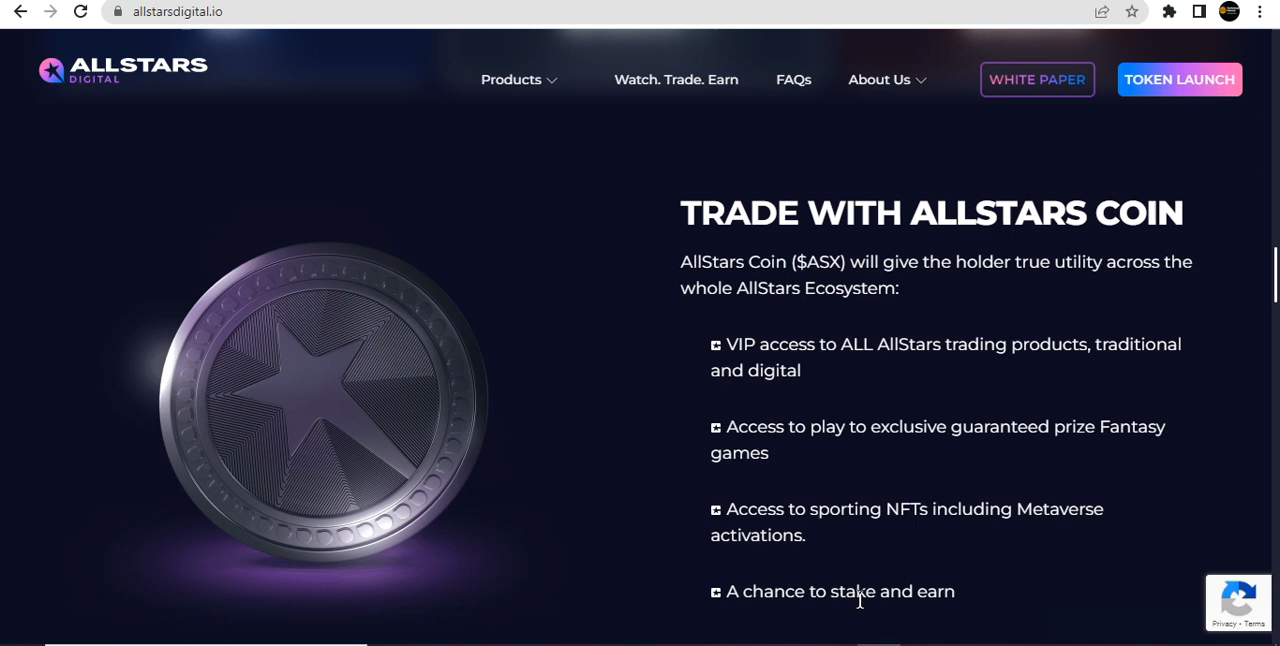 allstarsdigital.io
ALLSTARS
DIGITAL
Products
Watch. Trade. Earn
FAQs
About Us
WHITE PAPER
TOKEN LAUNCH
TRADE WITH ALLSTARS COIN
AllStars Coin ($ASX) will give the holder true utility across the
whole AllStars Ecosystem:
VIP access to ALL AllStars trading products, traditional
and digital
Access to play to exclusive guaranteed prize Fantasy
games
Access to sporting NFTs including Metaverse
activations.
A chance to stake and earn
Privacy • Terms